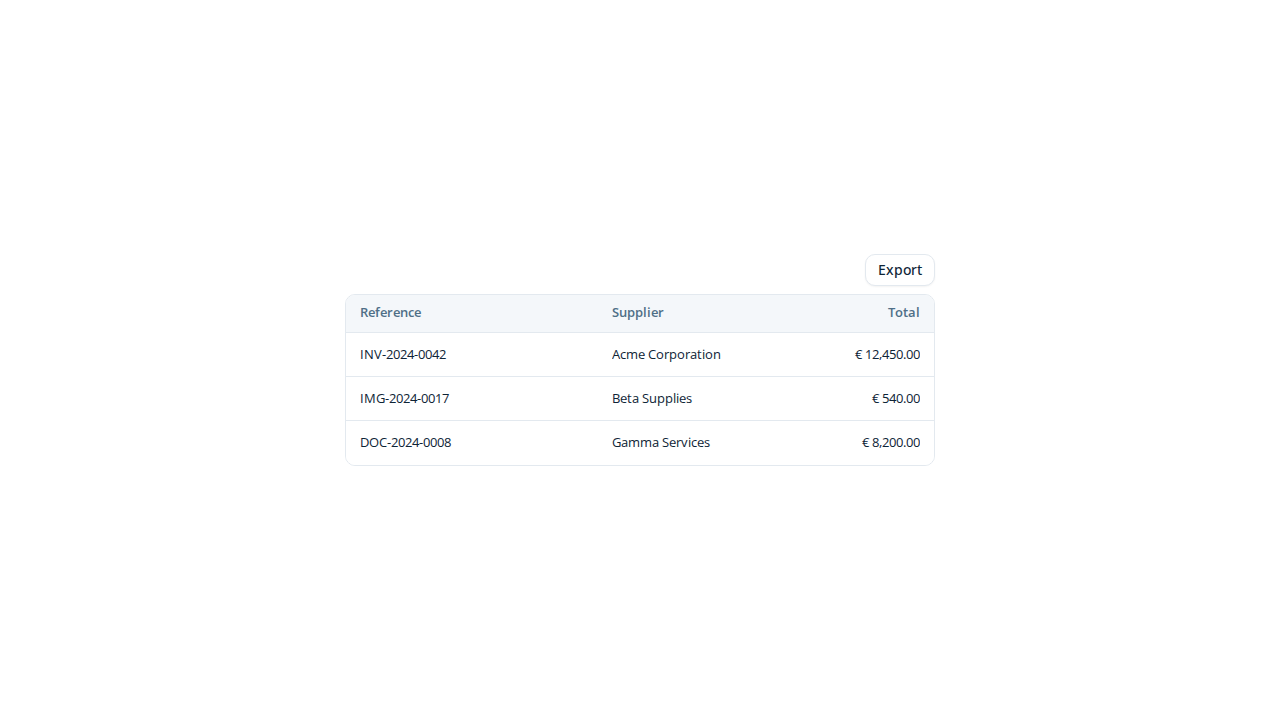 Export
Reference Supplier Total
INV-2024-0042 Acme Corporation € 12,450.00
IMG-2024-0017 Beta Supplies € 540.00
DOC-2024-0008 Gamma Services € 8,200.00